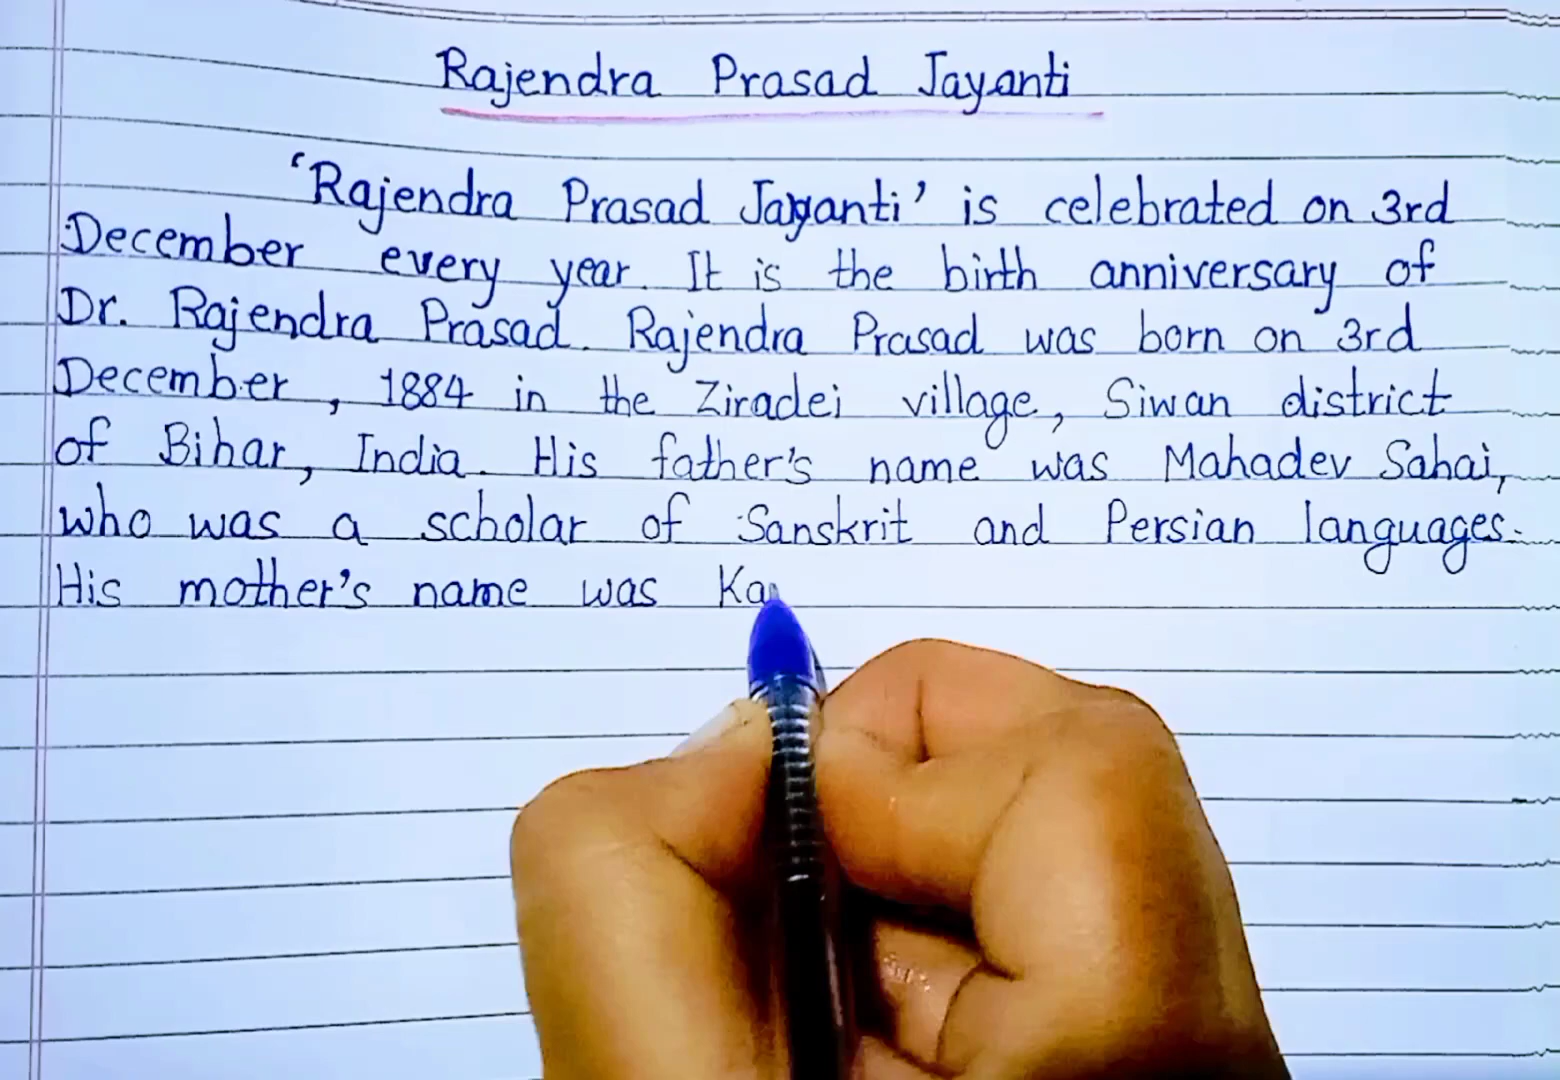 Rajendra Prasad Jayanti
‘Rajendra Prasad Jayanti’ is celebrated on 3rd
December every year. It is the birth anniversary of
Dr. Rajendra Prasad. Rajendra Prasad was born on 3rd
December, 1884 in the Ziradei village, Siwan district
of Bihar, India. His father's name was Mahadev Sahai,
who was a scholar of Sanskrit and Persian languages.
His mother's name was Ka